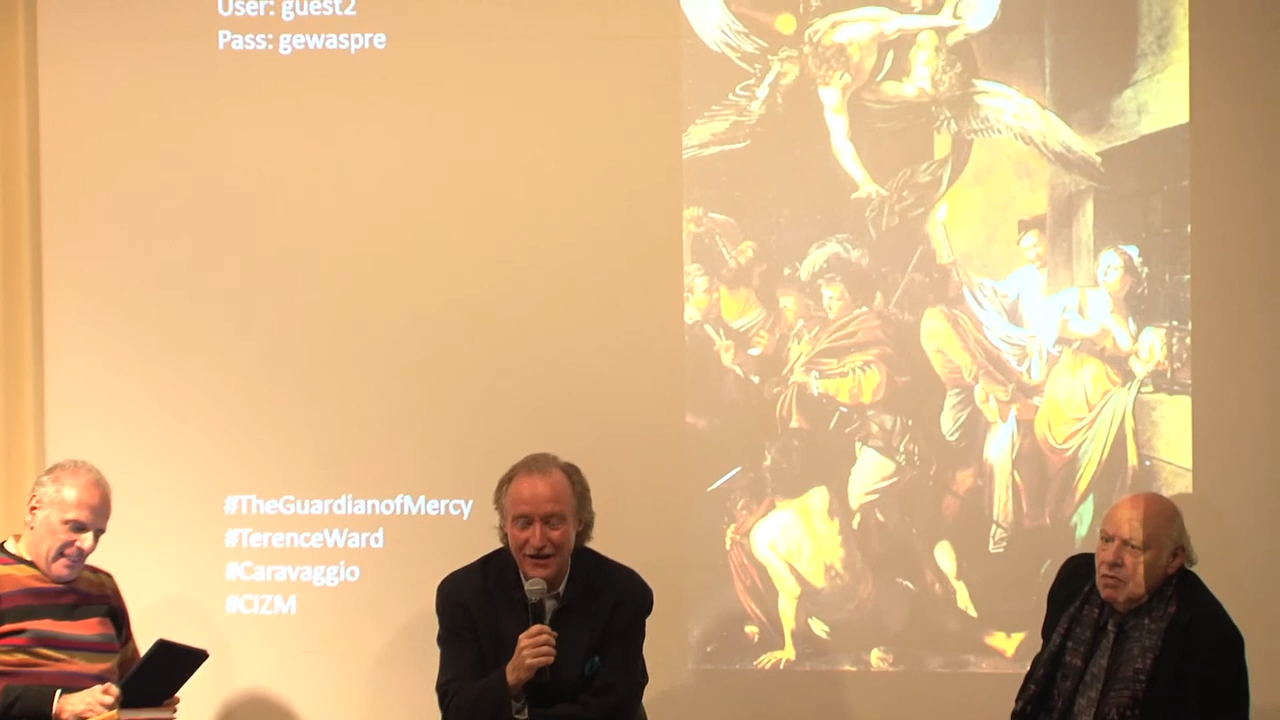 User: guest2
Pass: gewaspre
#TheGuardianofMercy
#TerenceWard
#Caravaggio
#CIZM